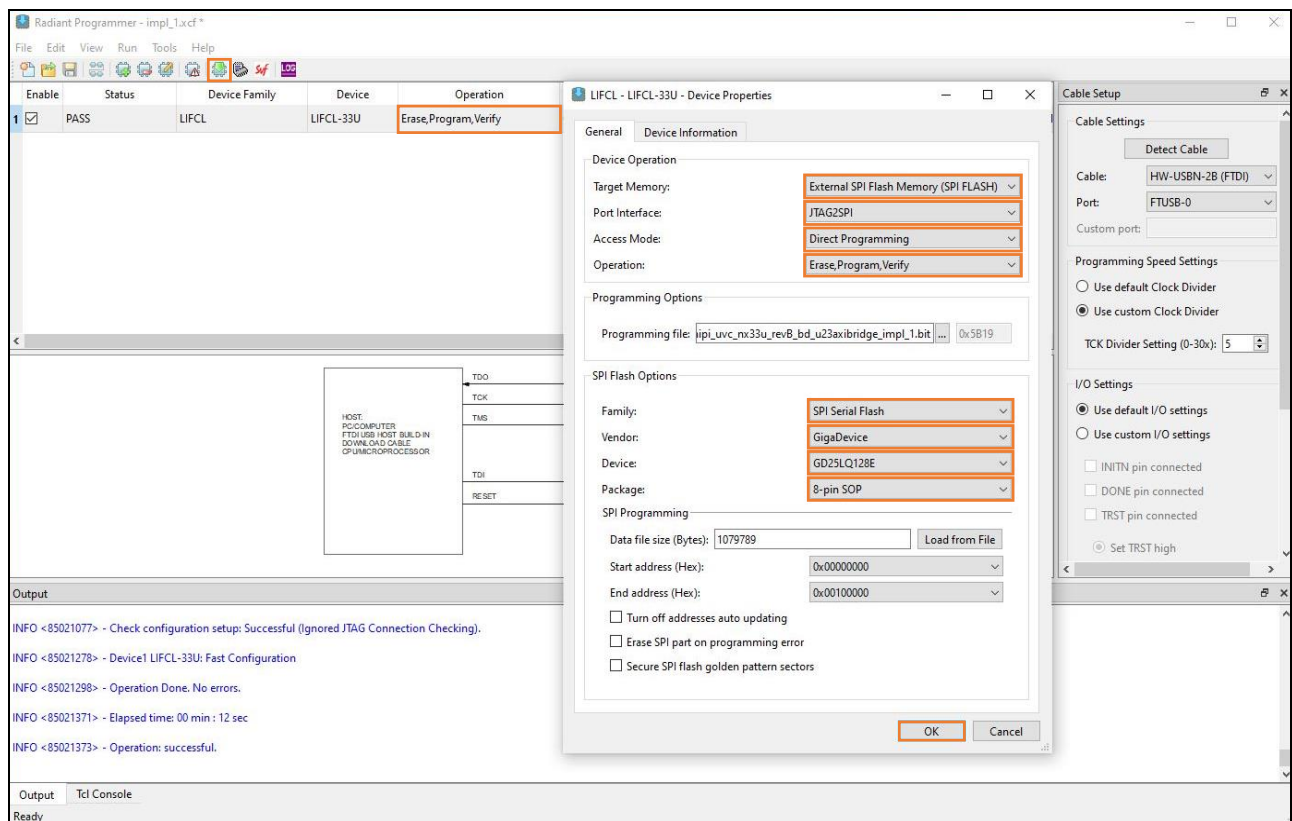 Radiant Programmer - impl_1.xcf *
File Edit View Run Tools Help
Suf LOG
Enable Status Device Family Device Operation
1 PASS LIFCL LIFCL-33U Erase,Program,Verify
HOST:
PC/COMPUTER
FTDI USB HOST BUILD-IN
DOWNLOAD CABLE
CPU/MICROPROCESSOR
TDO
TCK
TMS
TDI
RESET
LIFCL - LIFCL-33U - Device Properties
General Device Information
Device Operation
Target Memory: External SPI Flash Memory (SPI FLASH)
Port Interface: JTAG2SPI
Access Mode: Direct Programming
Operation: Erase,Program,Verify
Programming Options
Programming file: iipi_uvc_nx33u_revB_bd_u23axibridge_impl_1.bit ... 0x5B19
SPI Flash Options
Family: SPI Serial Flash
Vendor: GigaDevice
Device: GD25LQ128E
Package: 8-pin SOP
SPI Programming
Data file size (Bytes): 1079789 Load from File
Start address (Hex): 0x00000000
End address (Hex): 0x00100000
Turn off addresses auto updating
Erase SPI part on programming error
Secure SPI flash golden pattern sectors
OK Cancel
Cable Setup
Cable Settings
Detect Cable
Cable: HW-USBN-2B (FTDI)
Port: FTUSB-0
Custom port:
Programming Speed Settings
Use default Clock Divider
Use custom Clock Divider
TCK Divider Setting (0-30x): 5
I/O Settings
Use default I/O settings
Use custom I/O settings
INITN pin connected
DONE pin connected
TRST pin connected
Set TRST high
Output
INFO <85021077> - Check configuration setup: Successful (Ignored JTAG Connection Checking).
INFO <85021278> - Device1 LIFCL-33U: Fast Configuration
INFO <85021298> - Operation Done. No errors.
INFO <85021371> - Elapsed time: 00 min : 12 sec
INFO <85021373> - Operation: successful.
Output Tcl Console
Ready